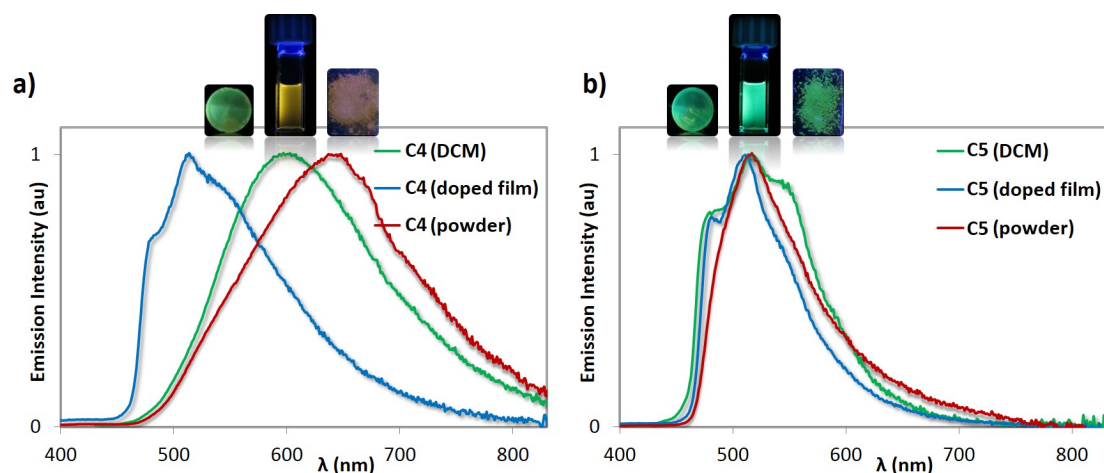 a)
C4 (DCM)
C4 (doped film)
C4 (powder)
Emission Intensity (au)
1
0
400 500 600 700 800
λ (nm)
b)
C5 (DCM)
C5 (doped film)
C5 (powder)
Emission Intensity (au)
1
0
400 500 600 700 800
λ (nm)